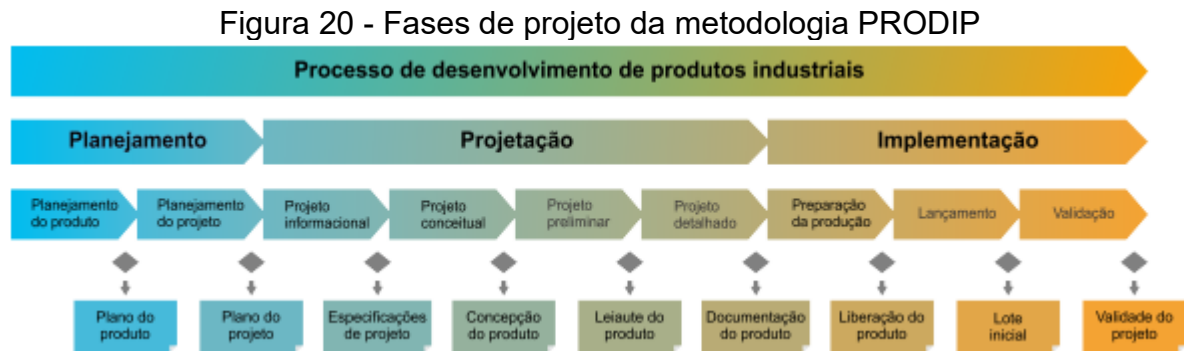 Figura 20 - Fases de projeto da metodologia PRODIP
Processo de desenvolvimento de produtos industriais
Planejamento
Projetação
Implementação
Planejamento
do produto
Planejamento
do projeto
Projeto
informacional
Projeto
conceitual
Projeto
preliminar
Projeto
detalhado
Preparação
da produção
Lançamento
Validação
Plano do
produto
Plano do
projeto
Especificações
de projeto
Concepção
do produto
Leiaute do
produto
Documentação
do produto
Liberação do
produto
Lote
inicial
Validade do
projeto